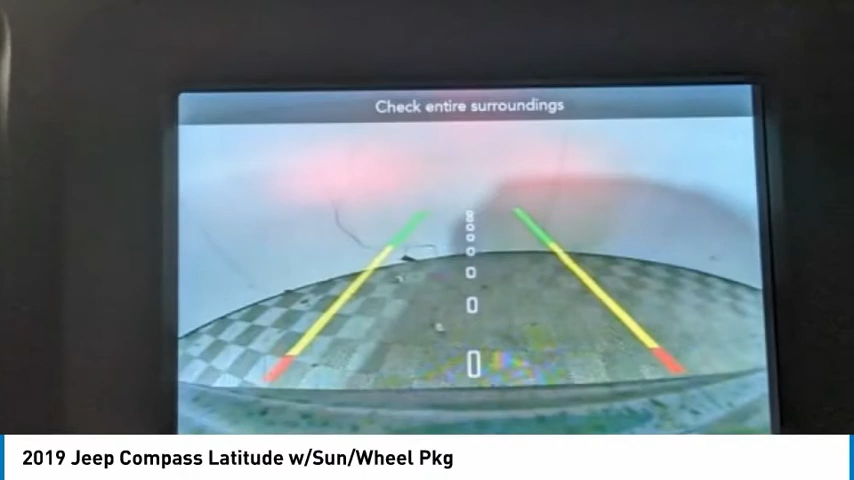 Check entire surroundings
2019 Jeep Compass Latitude w/Sun/Wheel Pkg